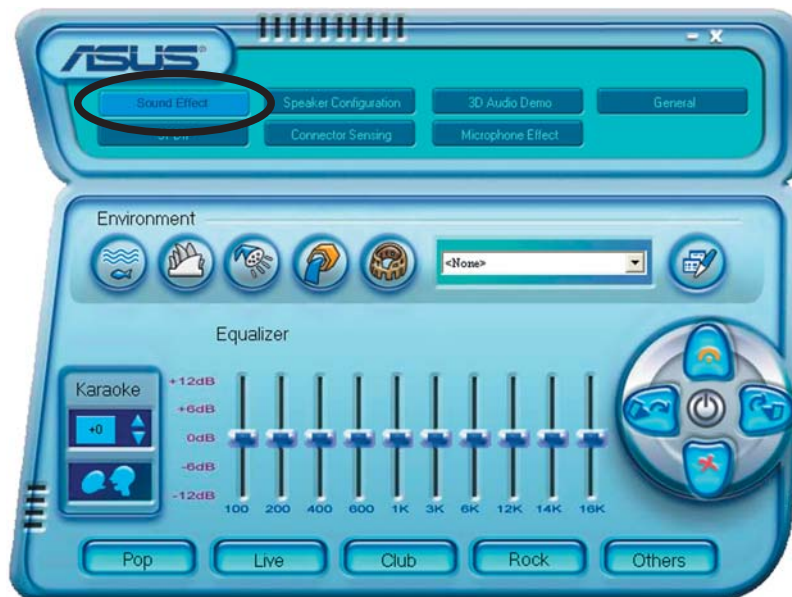 ASUS®
Sound Effect
Speaker Configuration
3D Audio Demo
General
Connector Sensing
Microphone Effect
Environment
<None>
Equalizer
Karaoke
+0
+12dB
+6dB
0dB
-6dB
-12dB
100 200 400 600 1K 3K 6K 12K 14K 16K
Pop Live Club Rock Others